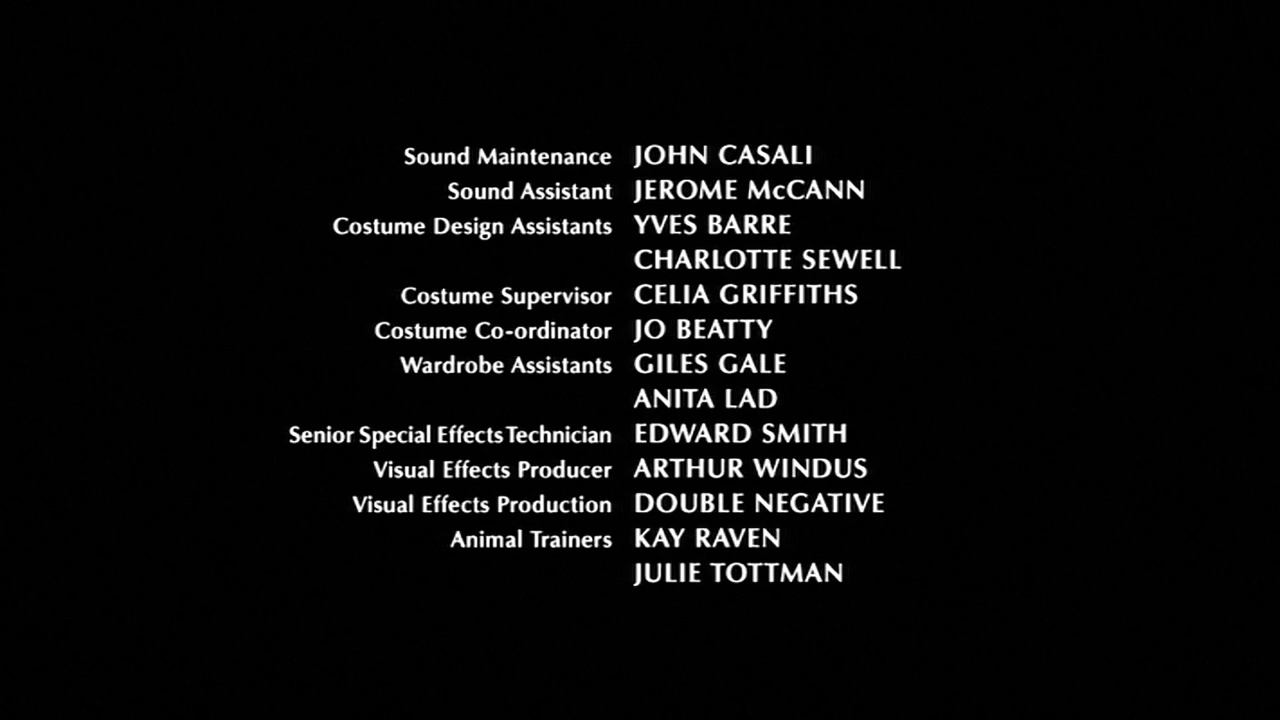 Sound Maintenance JOHN CASALI
Sound Assistant JEROME McCANN
Costume Design Assistants YVES BARRE
CHARLOTTE SEWELL
Costume Supervisor CELIA GRIFFITHS
Costume Co-ordinator JO BEATTY
Wardrobe Assistants GILES GALE
ANITA LAD
Senior Special Effects Technician EDWARD SMITH
Visual Effects Producer ARTHUR WINDUS
Visual Effects Production DOUBLE NEGATIVE
Animal Trainers KAY RAVEN
JULIE TOTTMAN